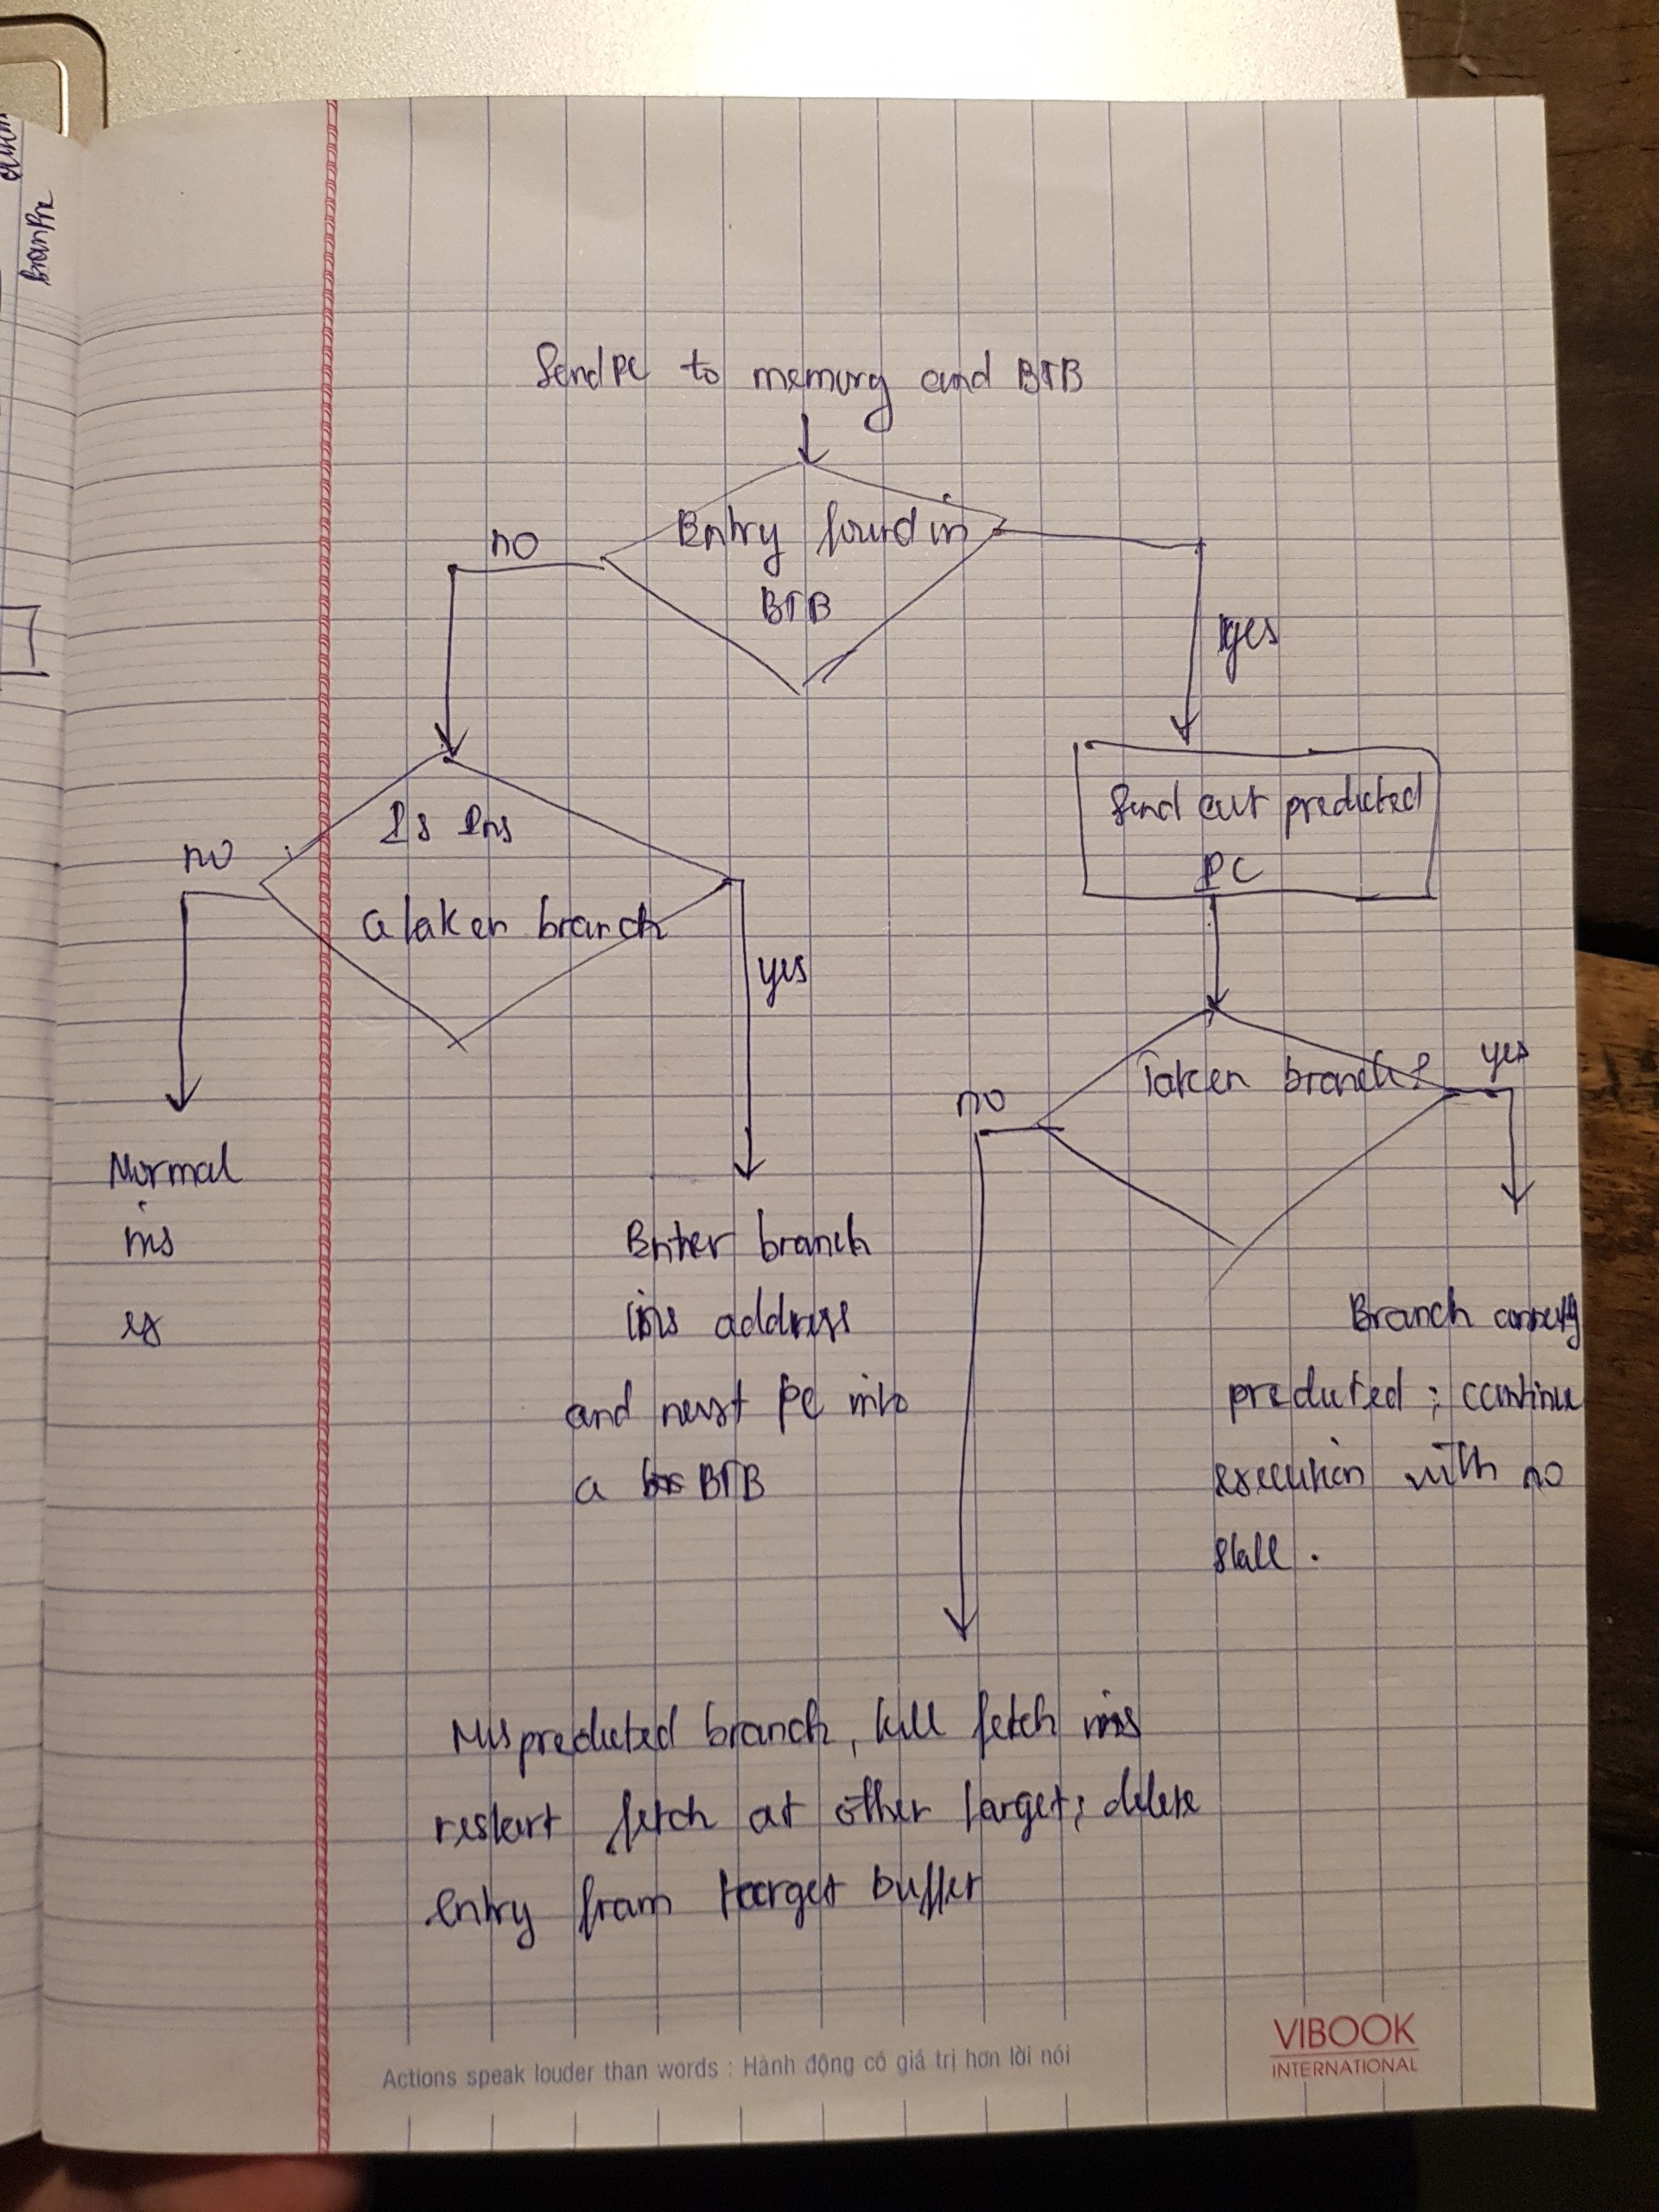 BranPre
Send PC to memory and BTB
Entry found in
BTB
no
yes
Is Ins
a taken branch
no
yes
Send out predicted
PC
Taken branch?
no
yes
Normal
ins
ex
Enter branch
ins address
and next PC into
a BTB
Branch correctly
predicted ; continue
execution with no
stall .
Mispredicted branch, kill fetch ins
restart fetch at other target; delete
entry from target buffer
Actions speak louder than words : Hành động có giá trị hơn lời nói
VIBOOK
INTERNATIONAL